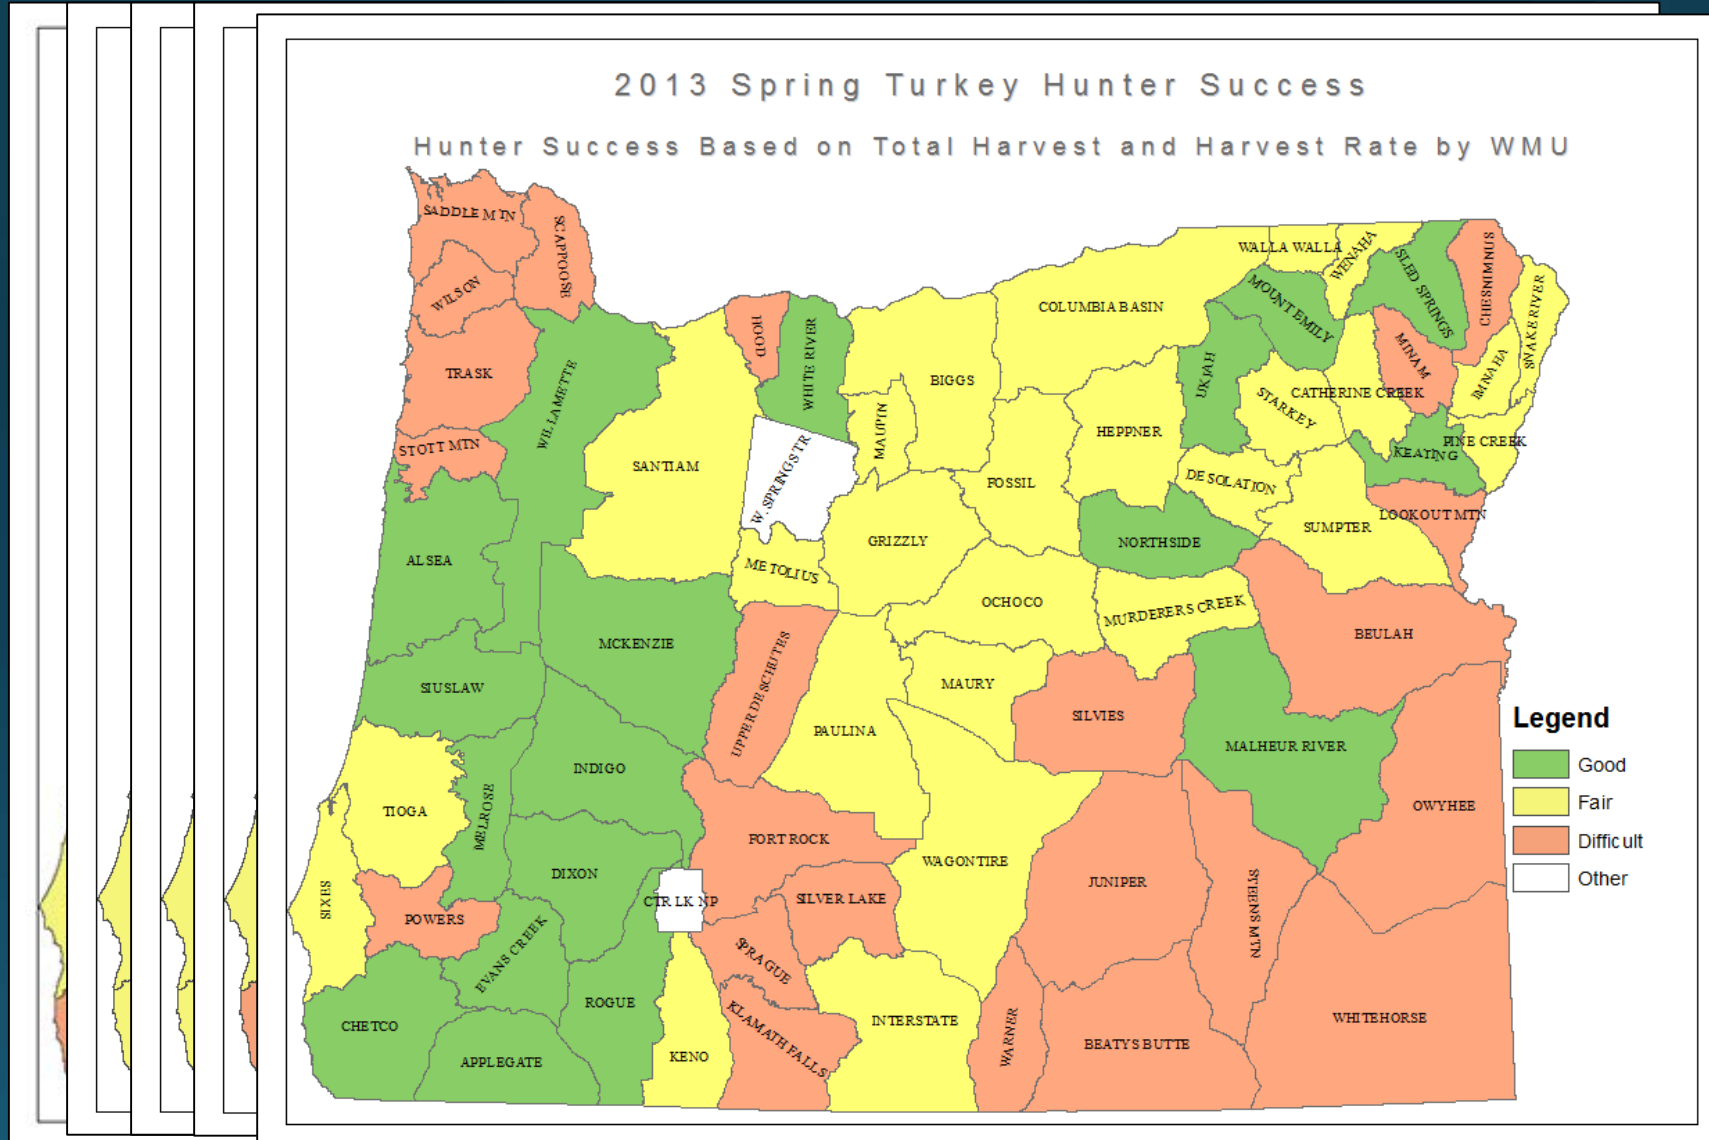 2013 Spring Turkey Hunter Success
Hunter Success Based on Total Harvest and Harvest Rate by WMU
SADDLE MTN
SCAPPOOSE
WILSON
TRASK
STOTT MTN
WILLAMETTE
HOOD
WHITE RIVER
SANTIAM
W. SPRINGS TR
BIGGS
MAUPIN
COLUMBIA BASIN
WALLA WALLA
WENAHA
SLED SPRINGS
CHESNIMNUS
SNAKE RIVER
MOUNT EMILY
MINAM
IMNAHA
UKIAH
STARKEY
CATHERINE CREEK
HEPPNER
PINE CREEK
KEATING
FOSSIL
DESOLATION
LOOKOUT MTN
SUMPTER
GRIZZLY
NORTHSIDE
ALSEA
METOLIUS
OCHOCO
MURDERERS CREEK
BEULAH
MCKENZIE
UPPER DESCHUTES
SIUSLAW
MAURY
SILVIES
PAULINA
MALHEUR RIVER
INDIGO
TIOGA
MELROSE
FORT ROCK
OWYHEE
WAGONTIRE
DIXON
JUNIPER
STEENS MTN
SIXES
POWERS
CTR LK NP
SILVER LAKE
EVANS CREEK
SPRAGUE
ROGUE
CHETCO
INTERSTATE
WHITEHORSE
KLAMATH FALLS
WARNER
BEATYS BUTTE
KENO
APPLEGATE
Legend
Good
Fair
Difficult
Other